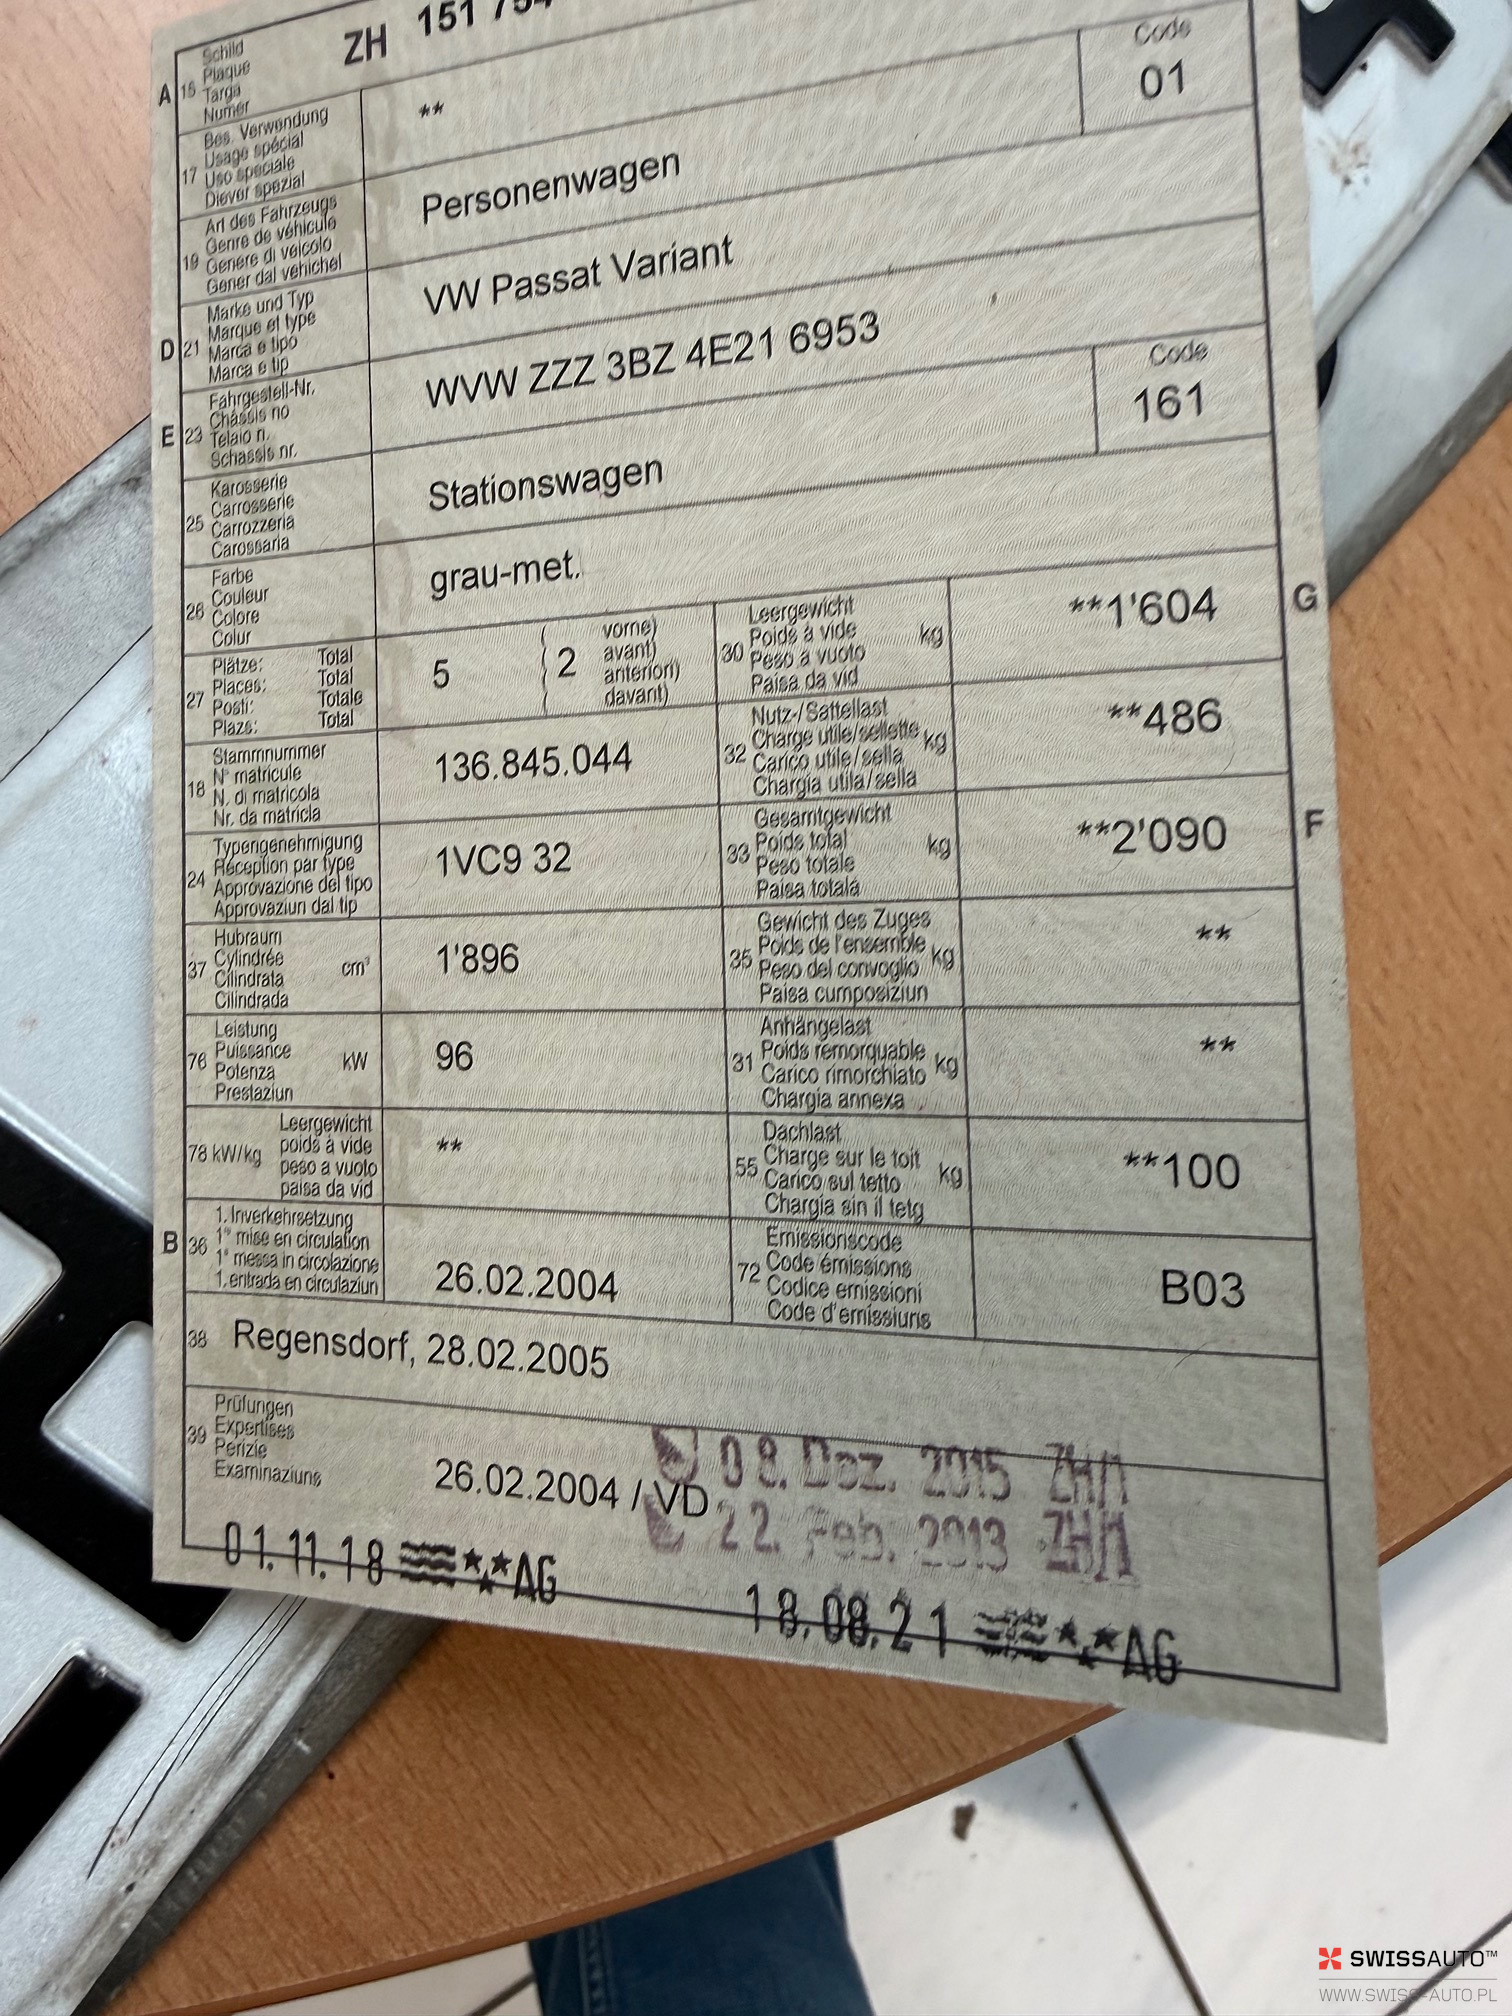 A 15 Schild
Plaque
Targa
Numer
ZH 151
17 Bes. Verwendung
Usage spécial
Uso speciale
Diever spezial
**
Code
01
19 Art des Fahrzeugs
Genre de véhicule
Genere di veicolo
Gener dal vehichel
Personenwagen
D 21 Marke und Typ
Marque et type
Marca e tipo
Marca e tip
VW Passat Variant
E 23 Fahrgestell-Nr.
Châssis no
Telaio n.
Schassis nr.
WVW ZZZ 3BZ 4E21 6953
Code
161
25 Karosserie
Carrosserie
Carrozzeria
Carossaria
Stationswagen
26 Farbe
Couleur
Colore
Colur
grau-met.
27 Plätze: Total
Places: Total
Posti: Totale
Plazs: Total
5 ( 2 vorne)
avant)
anteriori)
davant)
30 Leergewicht
Poids à vide
Peso a vuoto
Paisa da vid
kg
**1'604 G
18 Stammnummer
N° matricule
N. di matricola
Nr. da matricla
136.845.044
32 Nutz-/Sattellast
Charge utile/sellette
Carico utile/sella
Chargia utila/sella
kg
**486
24 Typengenehmigung
Réception par type
Approvazione del tipo
Approvaziun dal tip
1VC9 32
33 Gesamtgewicht
Poids total
Peso totale
Paisa totala
kg
**2'090 F
37 Hubraum
Cylindrée
Cilindrata
Cilindrada
cm³
1'896
35 Gewicht des Zuges
Poids de l'ensemble
Peso del convoglio
Paisa cumposiziun
kg
**
76 Leistung
Puissance
Potenza
Prestaziun
kW
96
31 Anhängelast
Poids remorquable
Carico rimorchiato
Chargia annexa
kg
**
78 kW/kg Leergewicht
poids à vide
peso a vuoto
paisa da vid
**
55 Dachlast
Charge sur le toit
Carico sul tetto
Chargia sin il tetg
kg
**100
B 36 1. Inverkehrsetzung
1re mise en circulation
1a messa in circolazione
1. entrada en circulaziun
26.02.2004
72 Emissionscode
Code émissions
Codice emissioni
Code d'emissiuns
B03
38 Regensdorf, 28.02.2005
39 Prüfungen
Expertises
Perizie
Examinaziuns
26.02.2004 / VD
08. Dez. 2015 ZH
22. Feb. 2013 ZH
01.11.18 AG
18.08.21 AG
SWISSAUTO™
WWW.SWISS-AUTO.PL